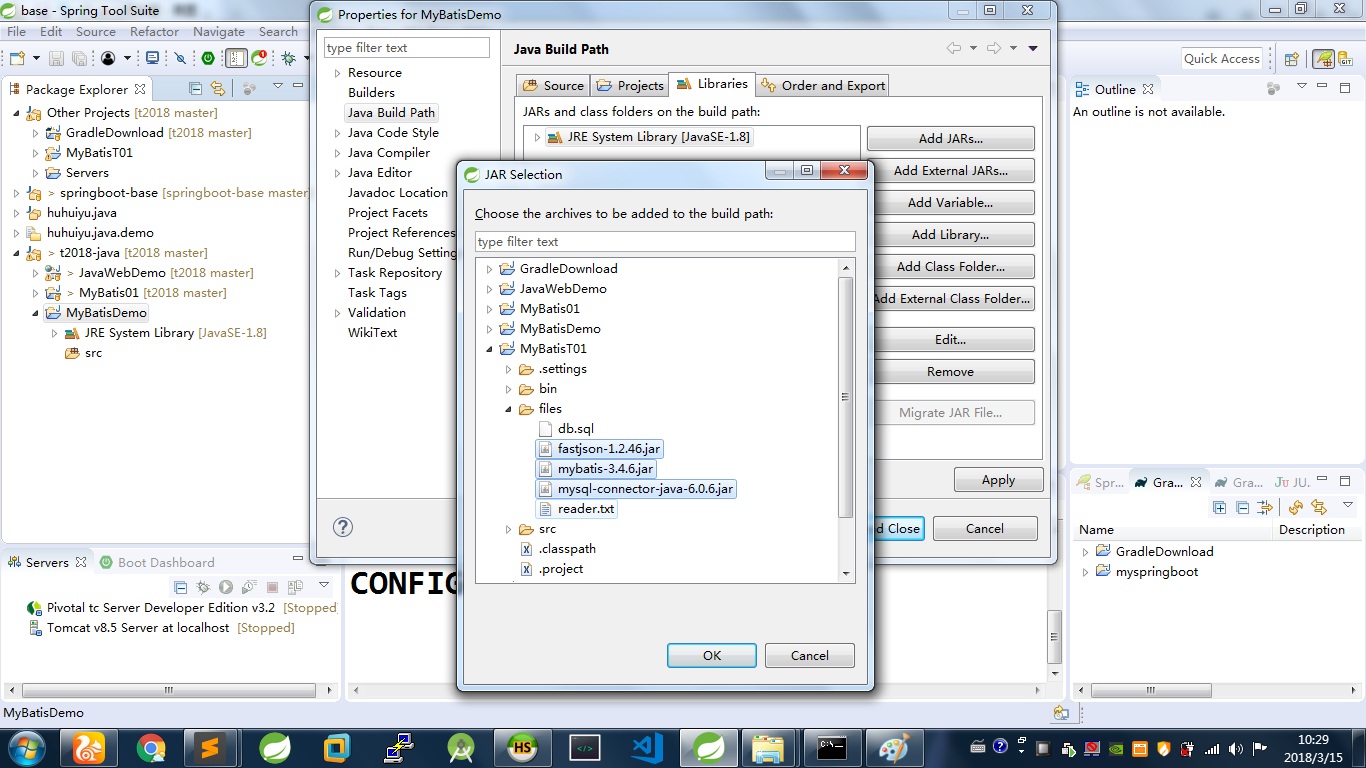 base - Spring Tool Suite
File Edit Source Refactor Navigate Search
Quick Access
Package Explorer
Other Projects [t2018 master]
GradleDownload [t2018 master]
MyBatisT01
Servers
> springboot-base [springboot-base master
huhuiyu.java
huhuiyu.java.demo
> t2018-java [t2018 master]
> JavaWebDemo [t2018 master]
> MyBatis01 [t2018 master]
MyBatisDemo
JRE System Library [JavaSE-1.8]
src
Properties for MyBatisDemo
type filter text
Resource
Builders
Java Build Path
Java Code Style
Java Compiler
Java Editor
Javadoc Location
Project Facets
Project References
Run/Debug Setting
Task Repository
Task Tags
Validation
WikiText
Java Build Path
Source Projects Libraries Order and Export
JARs and class folders on the build path:
JRE System Library [JavaSE-1.8]
Add JARs...
Add External JARs...
Add Variable...
Add Library...
Add Class Folder...
Add External Class Folder...
Edit...
Remove
Migrate JAR File...
Apply
d Close
Cancel
JAR Selection
Choose the archives to be added to the build path:
type filter text
GradleDownload
JavaWebDemo
MyBatis01
MyBatisDemo
MyBatisT01
.settings
bin
files
db.sql
fastjson-1.2.46.jar
mybatis-3.4.6.jar
mysql-connector-java-6.0.6.jar
reader.txt
src
.classpath
.project
OK
Cancel
Outline
An outline is not available.
Spr... Gra... Gra... JU.
Name Description
GradleDownload
myspringboot
Servers Boot Dashboard
Pivotal tc Server Developer Edition v3.2 [Stopped]
Tomcat v8.5 Server at localhost [Stopped]
CONFIG
MyBatisDemo
HS
10:29
2018/3/15